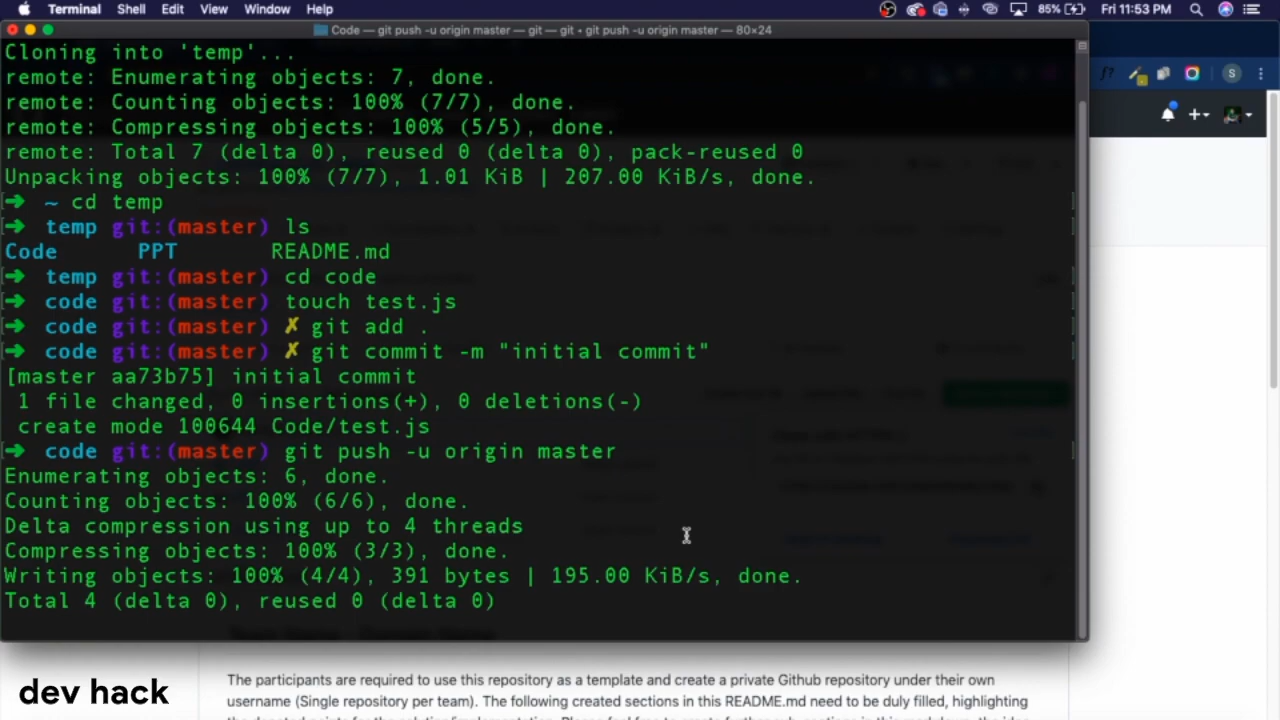 Terminal Shell Edit View Window Help 85% Fri 11:53 PM
Code — git push -u origin master — git — git • git push -u origin master — 80×24
Cloning into 'temp'...
remote: Enumerating objects: 7, done.
remote: Counting objects: 100% (7/7), done.
remote: Compressing objects: 100% (5/5), done.
remote: Total 7 (delta 0), reused 0 (delta 0), pack-reused 0
Unpacking objects: 100% (7/7), 1.01 KiB | 207.00 KiB/s, done.
➜ ~ cd temp
➜ temp git:(master) ls
Code PPT README.md
➜ temp git:(master) cd code
➜ code git:(master) touch test.js
➜ code git:(master) ✗ git add .
➜ code git:(master) ✗ git commit -m "initial commit"
[master aa73b75] initial commit
1 file changed, 0 insertions(+), 0 deletions(-)
create mode 100644 Code/test.js
➜ code git:(master) git push -u origin master
Enumerating objects: 6, done.
Counting objects: 100% (6/6), done.
Delta compression using up to 4 threads
Compressing objects: 100% (3/3), done.
Writing objects: 100% (4/4), 391 bytes | 195.00 KiB/s, done.
Total 4 (delta 0), reused 0 (delta 0)
f?
S
The participants are required to use this repository as a template and create a private Github repository under their own
username (Single repository per team). The following created sections in this README.md need to be duly filled, highlighting
dev hack